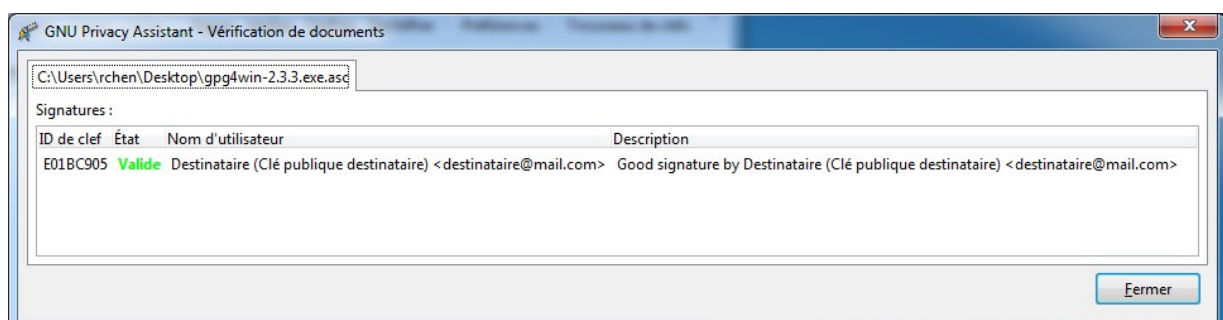 GNU Privacy Assistant - Vérification de documents
C:\Users\rchen\Desktop\gpg4win-2.3.3.exe.asc
Signatures :
ID de clef État Nom d'utilisateur Description
E01BC905 Valide Destinataire (Clé publique destinataire) <destinataire@mail.com> Good signature by Destinataire (Clé publique destinataire) <destinataire@mail.com>
Fermer